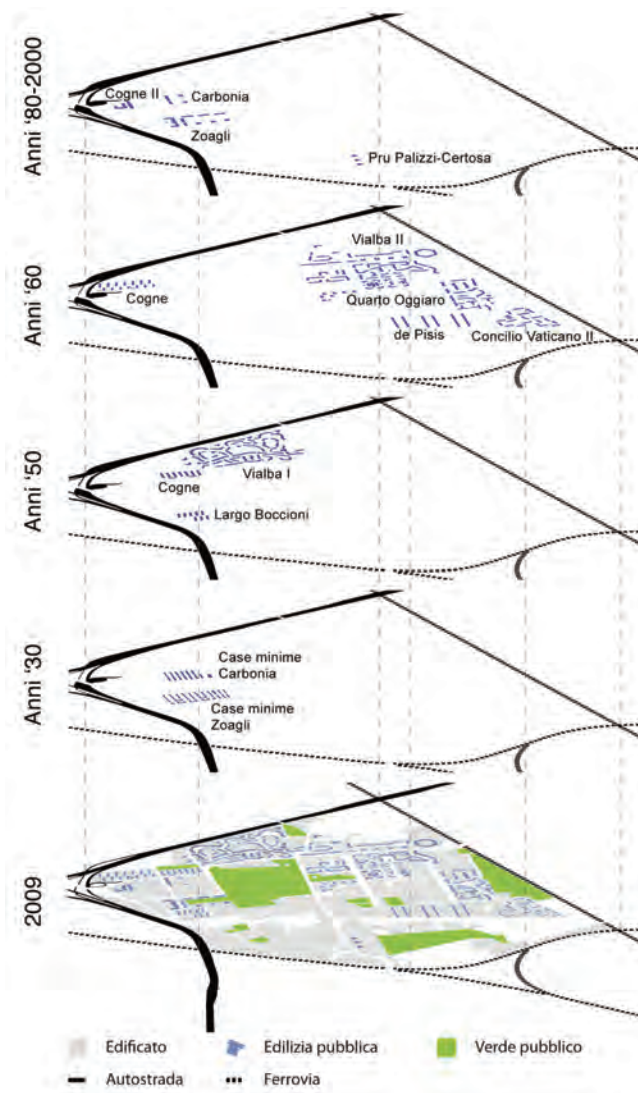 Anni ‘80-2000
Cogne II
Carbonia
Zoagli
Pru Palizzi-Certosa
Anni ‘60
Vialba II
Cogne
Quarto Oggiaro
de Pisis
Concilio Vaticano II
Anni ‘50
Cogne
Vialba I
Largo Boccioni
Anni ‘30
Case minime
Carbonia
Case minime
Zoagli
2009
Edificato
Edilizia pubblica
Verde pubblico
Autostrada
Ferrovia